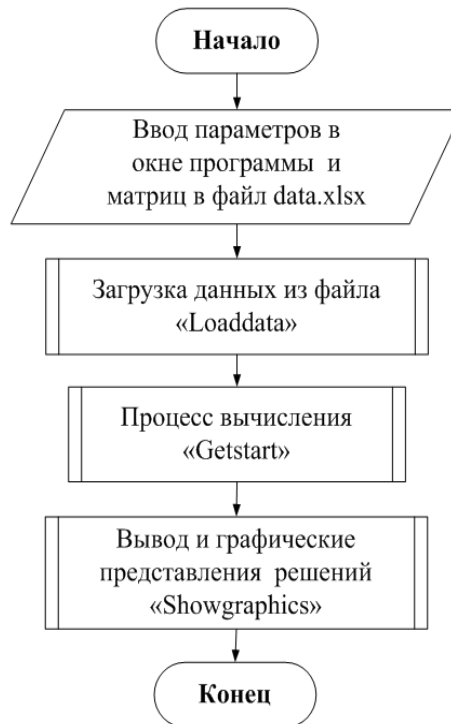 Начало
Ввод параметров в
окне программы и
матриц в файл data.xlsx
Загрузка данных из файла
«Loaddata»
Процесс вычисления
«Getstart»
Вывод и графические
представления решений
«Showgraphics»
Конец